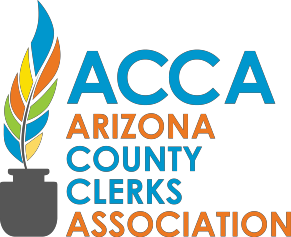 ACCA
ARIZONA
COUNTY
CLERKS
ASSOCIATION